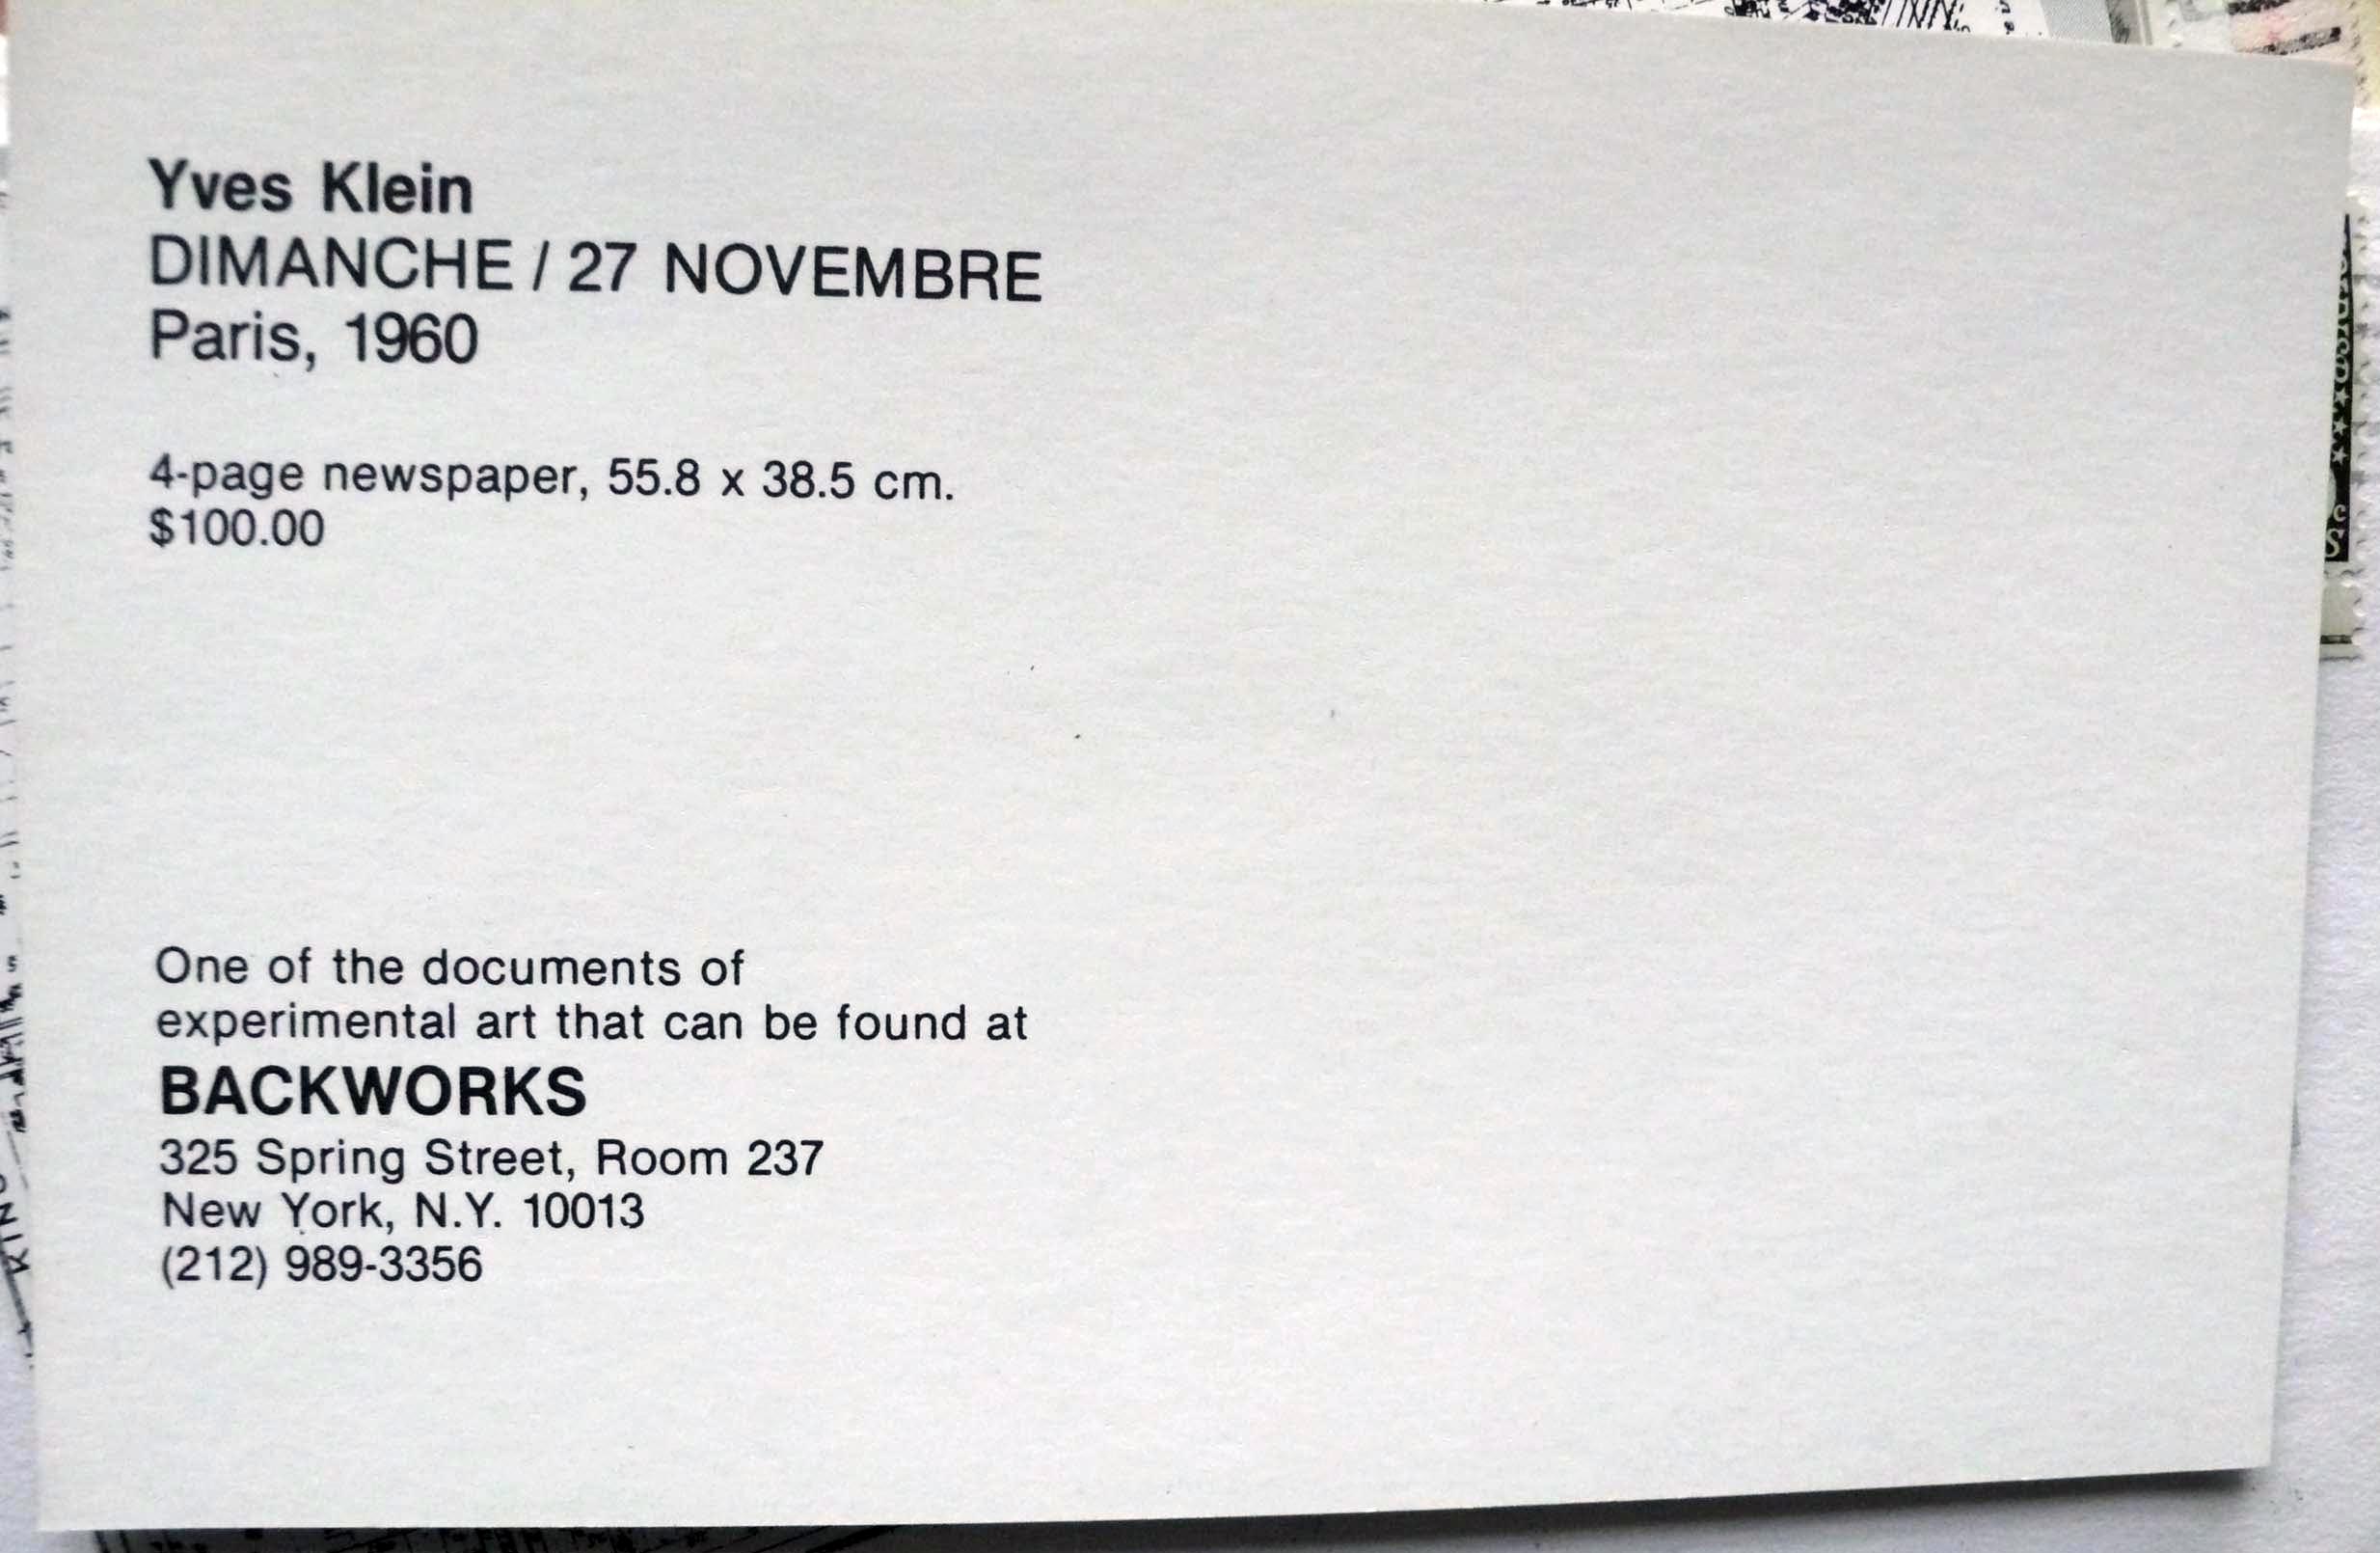 Yves Klein
DIMANCHE / 27 NOVEMBRE
Paris, 1960
4-page newspaper, 55.8 x 38.5 cm.
$100.00
One of the documents of
experimental art that can be found at
BACKWORKS
325 Spring Street, Room 237
New York, N.Y. 10013
(212) 989-3356